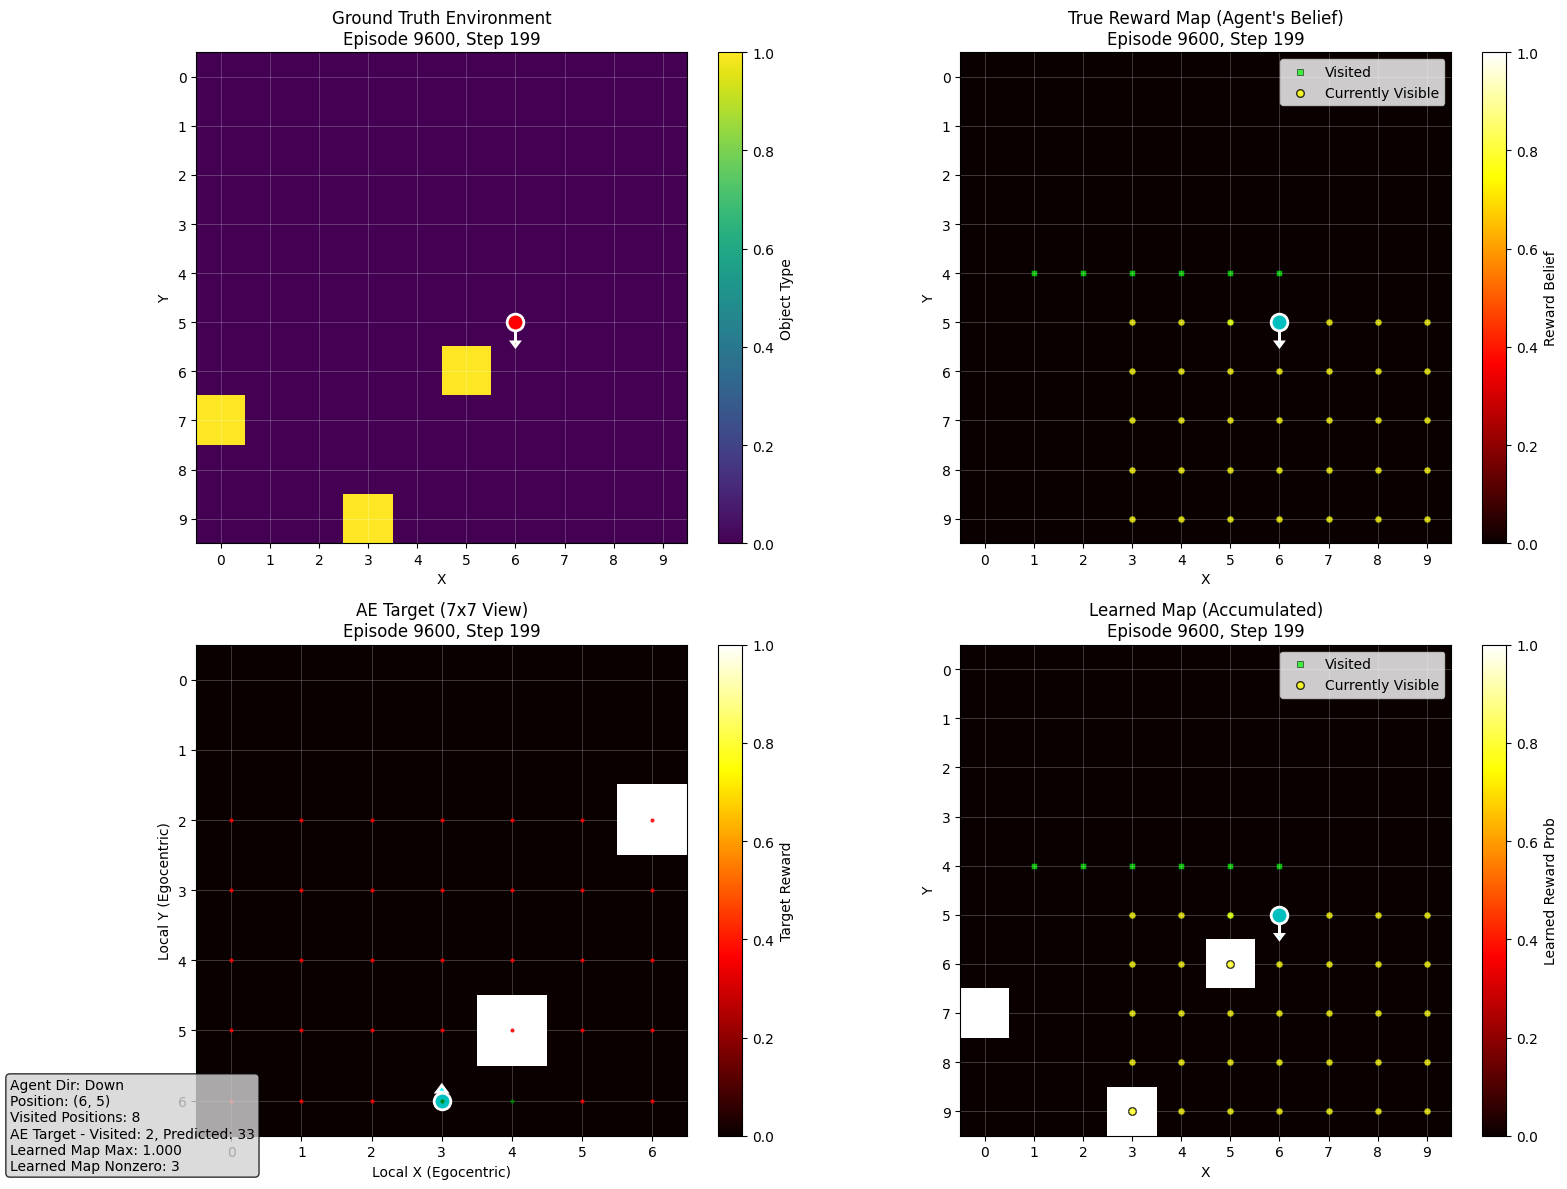 Ground Truth Environment
Episode 9600, Step 199
0
1
2
3
4
5
6
7
8
9
Y
0 1 2 3 4 5 6 7 8 9
X
1.0
0.8
0.6
0.4
0.2
0.0
Object Type
True Reward Map (Agent's Belief)
Episode 9600, Step 199
Visited
Currently Visible
0
1
2
3
4
5
6
7
8
9
Y
0 1 2 3 4 5 6 7 8 9
X
1.0
0.8
0.6
0.4
0.2
0.0
Reward Belief
AE Target (7x7 View)
Episode 9600, Step 199
0
1
2
3
4
5
6
Local Y (Egocentric)
0 1 2 3 4 5 6
Local X (Egocentric)
1.0
0.8
0.6
0.4
0.2
0.0
Target Reward
Agent Dir: Down
Position: (6, 5)
Visited Positions: 8
AE Target - Visited: 2, Predicted: 33
Learned Map Max: 1.000
Learned Map Nonzero: 3
Learned Map (Accumulated)
Episode 9600, Step 199
Visited
Currently Visible
0
1
2
3
4
5
6
7
8
9
Y
0 1 2 3 4 5 6 7 8 9
X
1.0
0.8
0.6
0.4
0.2
0.0
Learned Reward Prob